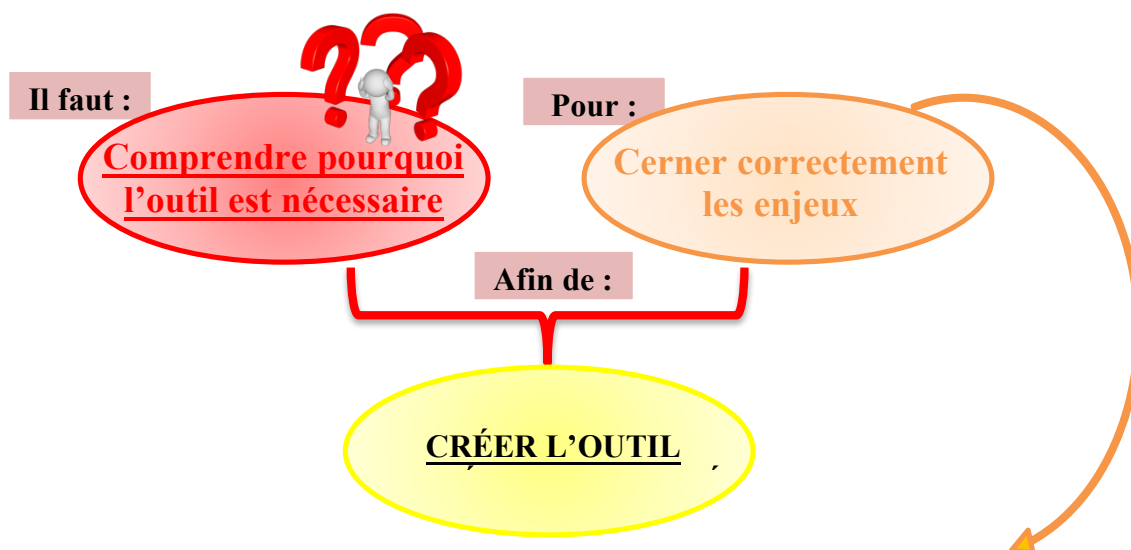 Il faut :
Comprendre pourquoi
l’outil est nécessaire
Pour :
Cerner correctement
les enjeux
Afin de :
CRÉER L’OUTIL